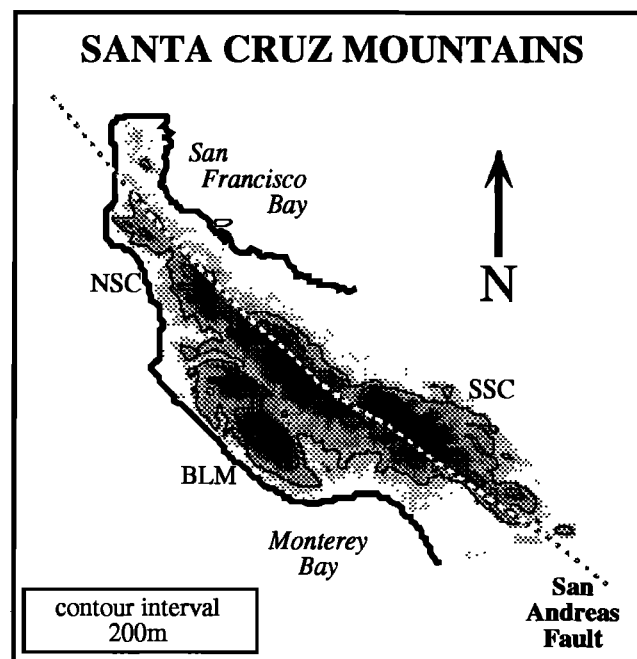 SANTA CRUZ MOUNTAINS
San
Francisco
Bay
N
NSC
SSC
BLM
Monterey
Bay
San
Andreas
Fault
contour interval
200m